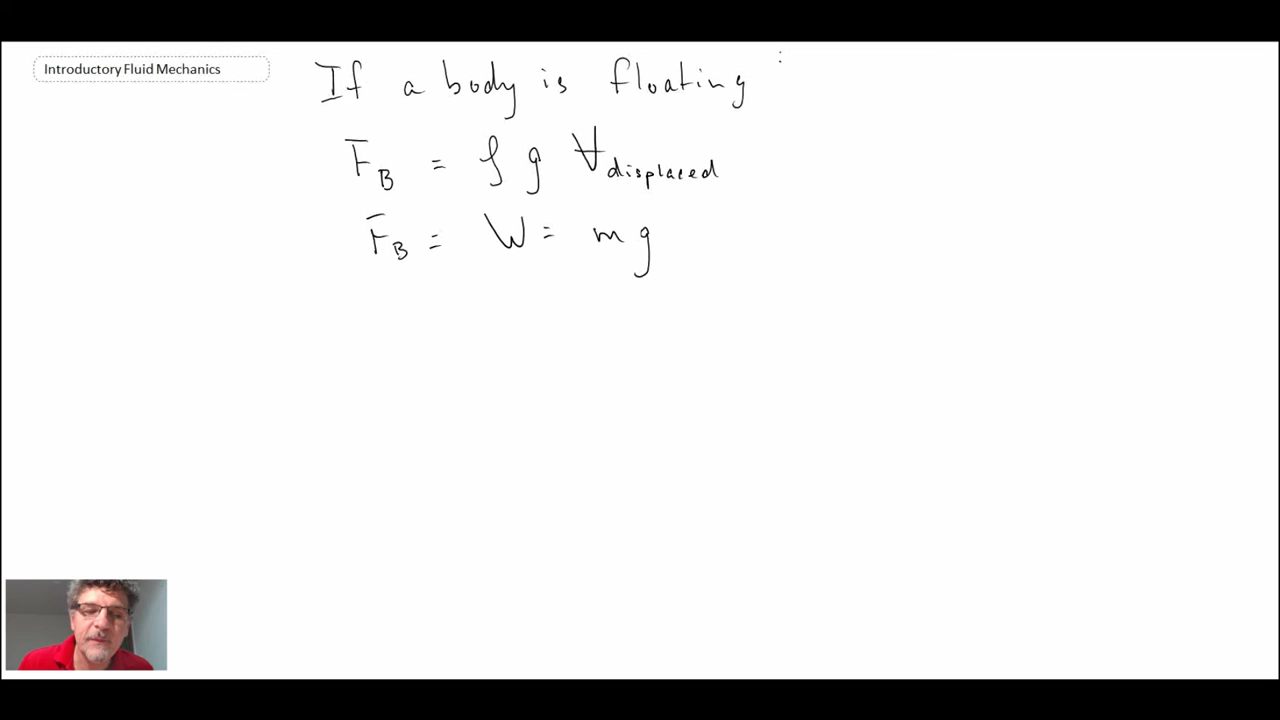 Introductory Fluid Mechanics
If a body is floating :
F_B = ρ g V̶_displaced
F_B = W = m g